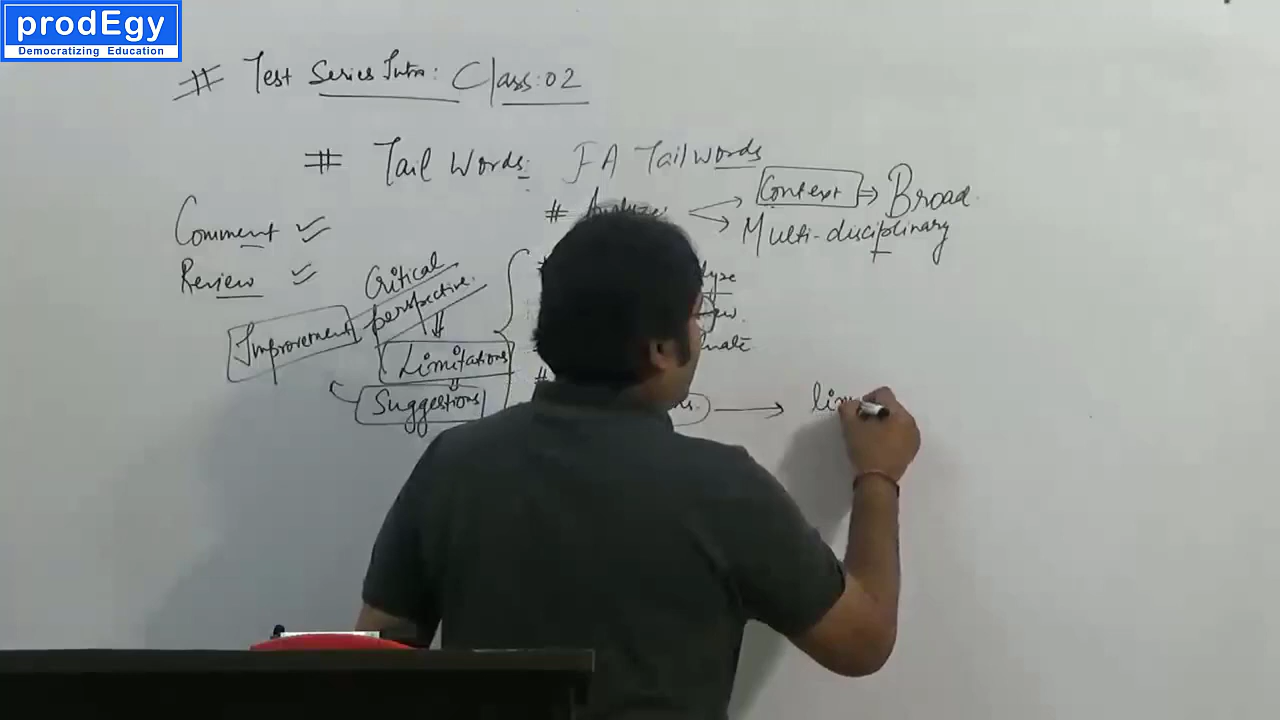 prodEgy
Democratizing Education
# Test Series Intro: Class:02
# Tail Words: FA Tailwords
Comment
Review
# Analyze:
Context ⇒ Broad
Multi-disciplinary
Critical
perspective.
Improvement
Limitations
Suggestions